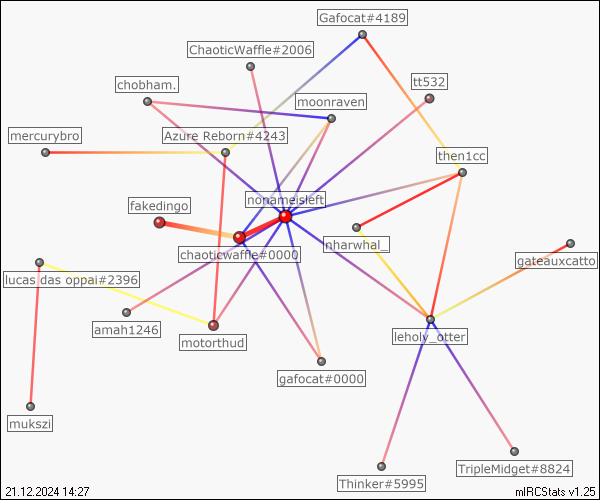 Gafocat#4189
ChaoticWaffle#2006
tt532
chobham.
moonraven
mercurybro
Azure Reborn#4243
then1cc
nonameisleft
fakedingo
inharwhal_
chaoticwaffle#0000
gateauxcatto
lucas das oppai#2396
amah1246
motorthud
leholy_otter
gafocat#0000
mukszi
TripleMidget#8824
Thinker#5995
21.12.2024 14:27
mIRCStats v1.25